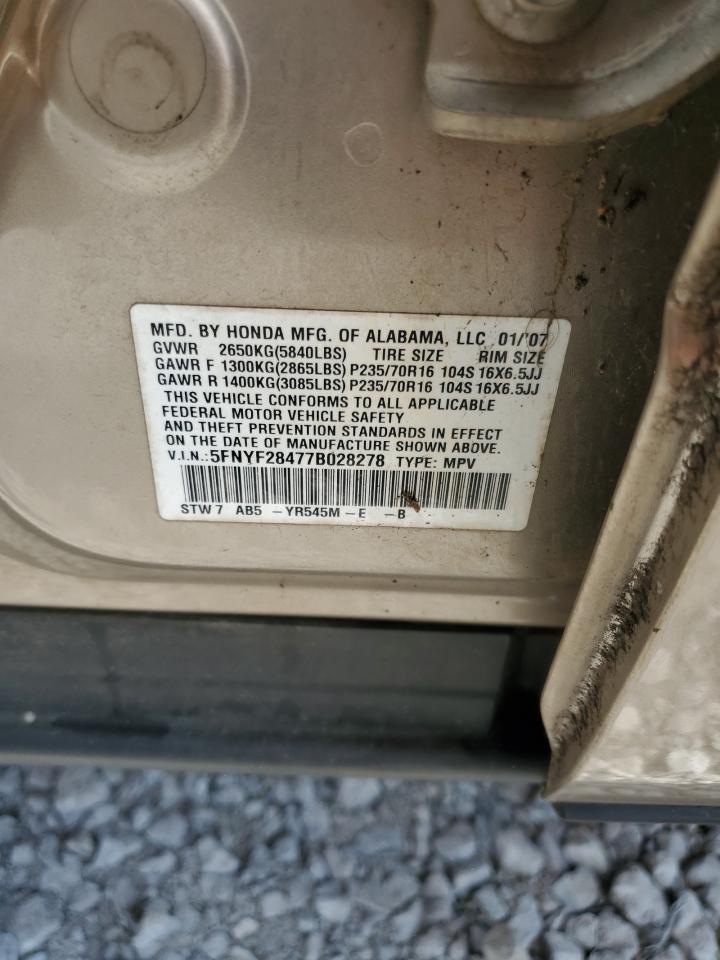 MFD. BY HONDA MFG. OF ALABAMA, LLC 01/'07
GVWR 2650KG(5840LBS) TIRE SIZE RIM SIZE
GAWR F 1300KG(2865LBS) P235/70R16 104S 16X6.5JJ
GAWR R 1400KG(3085LBS) P235/70R16 104S 16X6.5JJ
THIS VEHICLE CONFORMS TO ALL APPLICABLE
FEDERAL MOTOR VEHICLE SAFETY
AND THEFT PREVENTION STANDARDS IN EFFECT
ON THE DATE OF MANUFACTURE SHOWN ABOVE.
V.I.N.:5FNYF28477B028278 TYPE: MPV
STW7 AB5 -YR545M-E -B